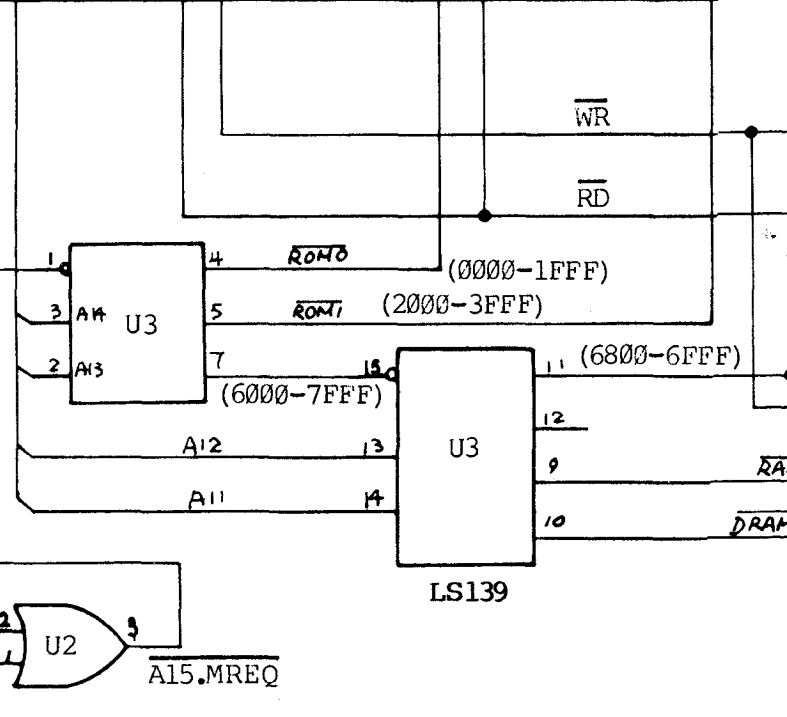 WR
RD
1
4
ROM0
(0000-1FFF)
3
A14
U3
5
ROM1
(2000-3FFF)
2
A13
7
(6000-7FFF)
15
11
(6800-6FFF)
A12
13
U3
12
A11
14
9
10
LS139
2
1
U2
3
A15.MREQ